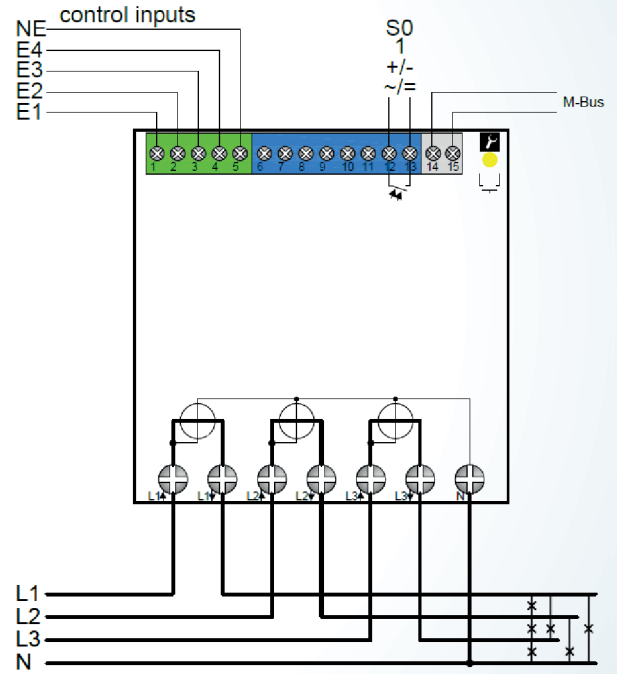 control inputs
NE
E4
E3
E2
E1
S0
1
+/-
~/=
M-Bus
1 2 3 4 5 6 7 8 9 10 11 12 13 14 15
L1 L1 L2 L2 L3 L3 N
L1
L2
L3
N